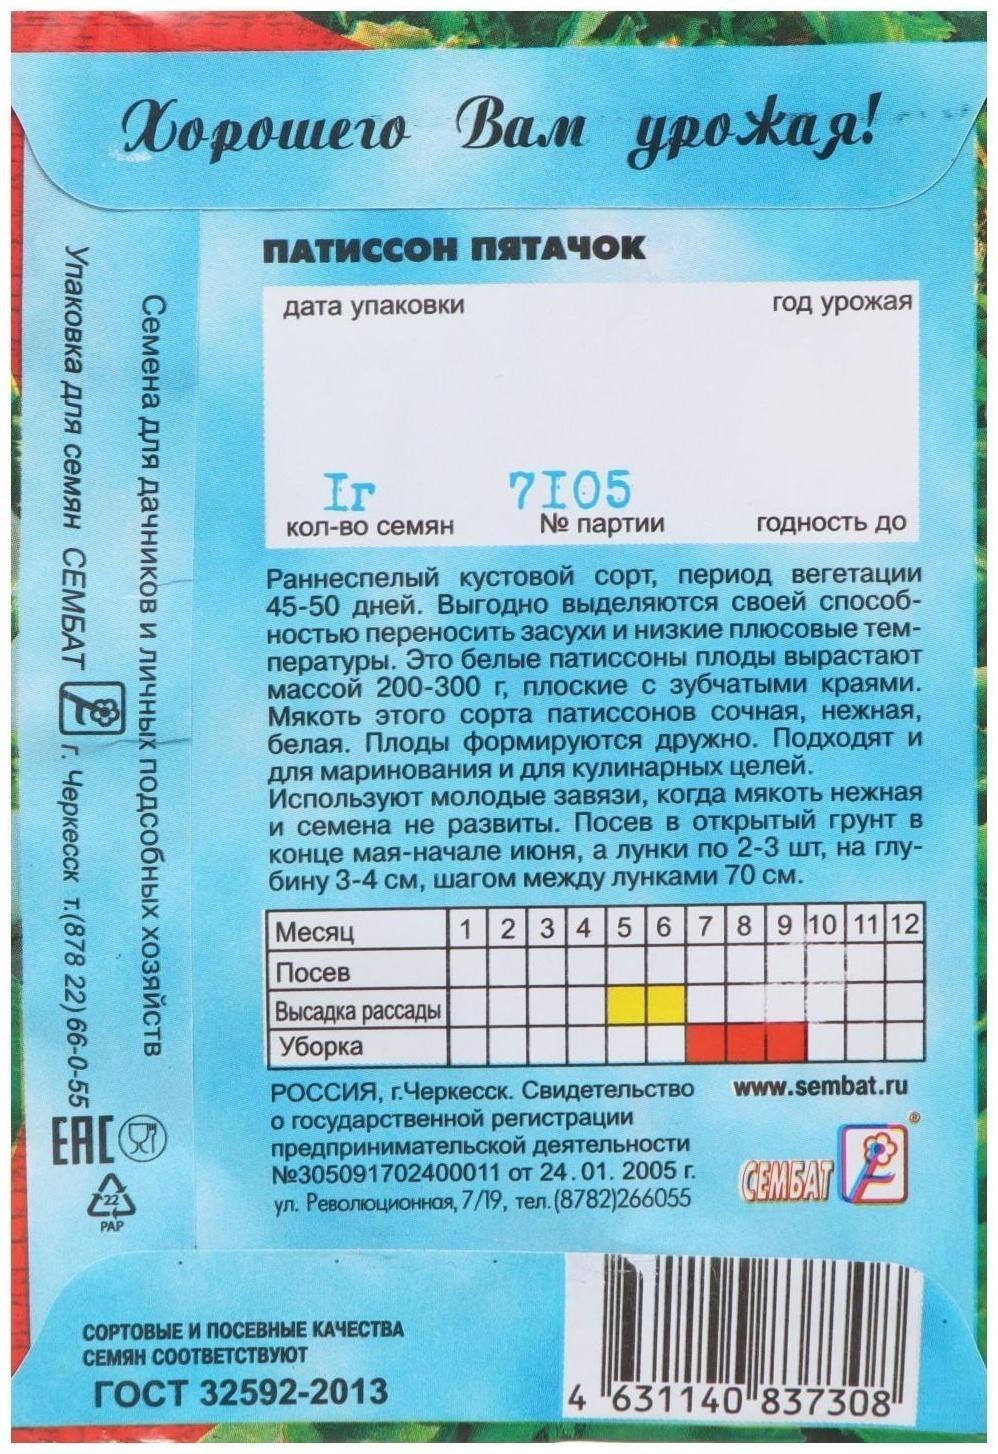 Хорошего Вам урожая!
ПАТИССОН ПЯТАЧОК
дата упаковки год урожая
1г 7105
кол-во семян № партии годность до
Раннеспелый кустовой сорт, период вегетации
45-50 дней. Выгодно выделяются своей способ-
ностью переносить засухи и низкие плюсовые тем-
пературы. Это белые патиссоны плоды вырастают
массой 200-300 г, плоские с зубчатыми краями.
Мякоть этого сорта патиссонов сочная, нежная,
белая. Плоды формируются дружно. Подходят и
для маринования и для кулинарных целей.
Используют молодые завязи, когда мякоть нежная
и семена не развиты. Посев в открытый грунт в
конце мая-начале июня, а лунки по 2-3 шт, на глу-
бину 3-4 см, шагом между лунками 70 см.
Месяц 1 2 3 4 5 6 7 8 9 10 11 12
Посев
Высадка рассады
Уборка
РОССИЯ, г.Черкесск. Свидетельство
о государственной регистрации
предпринимательской деятельности
№305091702400011 от 24.01.2005 г.
ул. Революционная, 7/19, тел.(8782)266055
www.sembat.ru
СЕМБАТ ®
Семена для дачников и личных подсобных хозяйств
Упаковка для семян СЕМБАТ г. Черкесск т.(878 22) 66-0-55
ЕАС
22
PAP
СОРТОВЫЕ И ПОСЕВНЫЕ КАЧЕСТВА
СЕМЯН СООТВЕТСТВУЮТ
ГОСТ 32592-2013
4 631140 837308